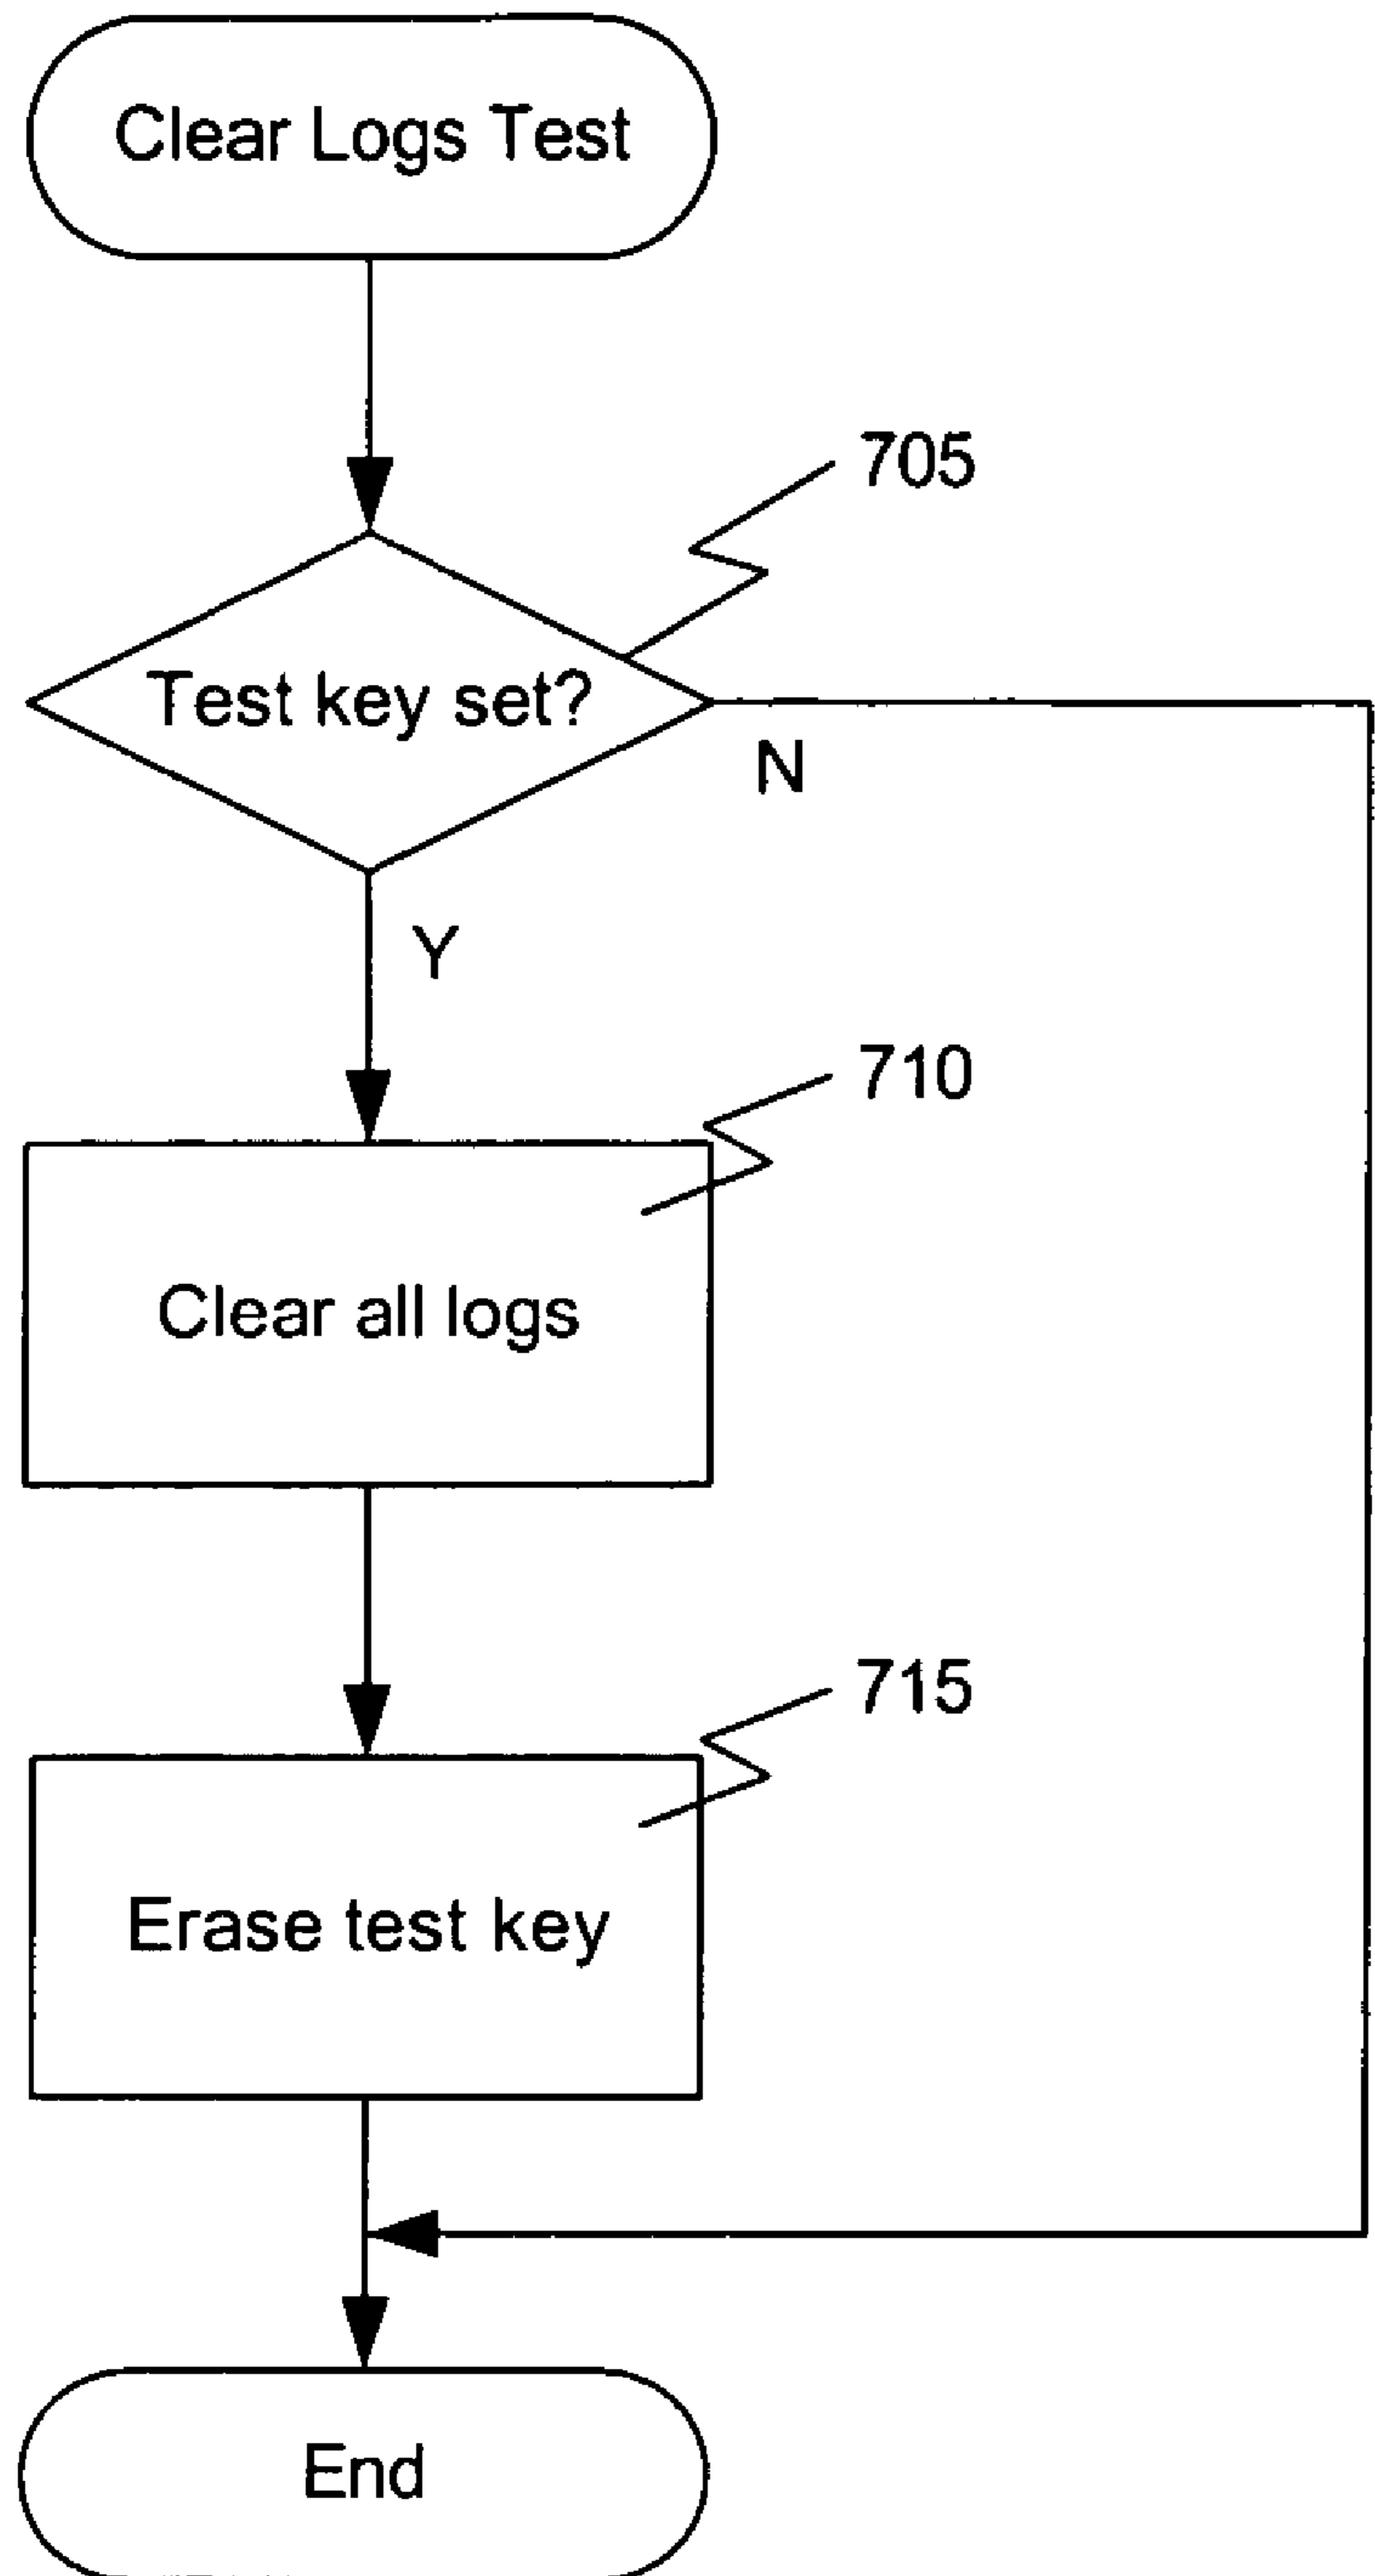 Clear Logs Test
705
Test key set?
N
Y
710
Clear all logs
715
Erase test key
End